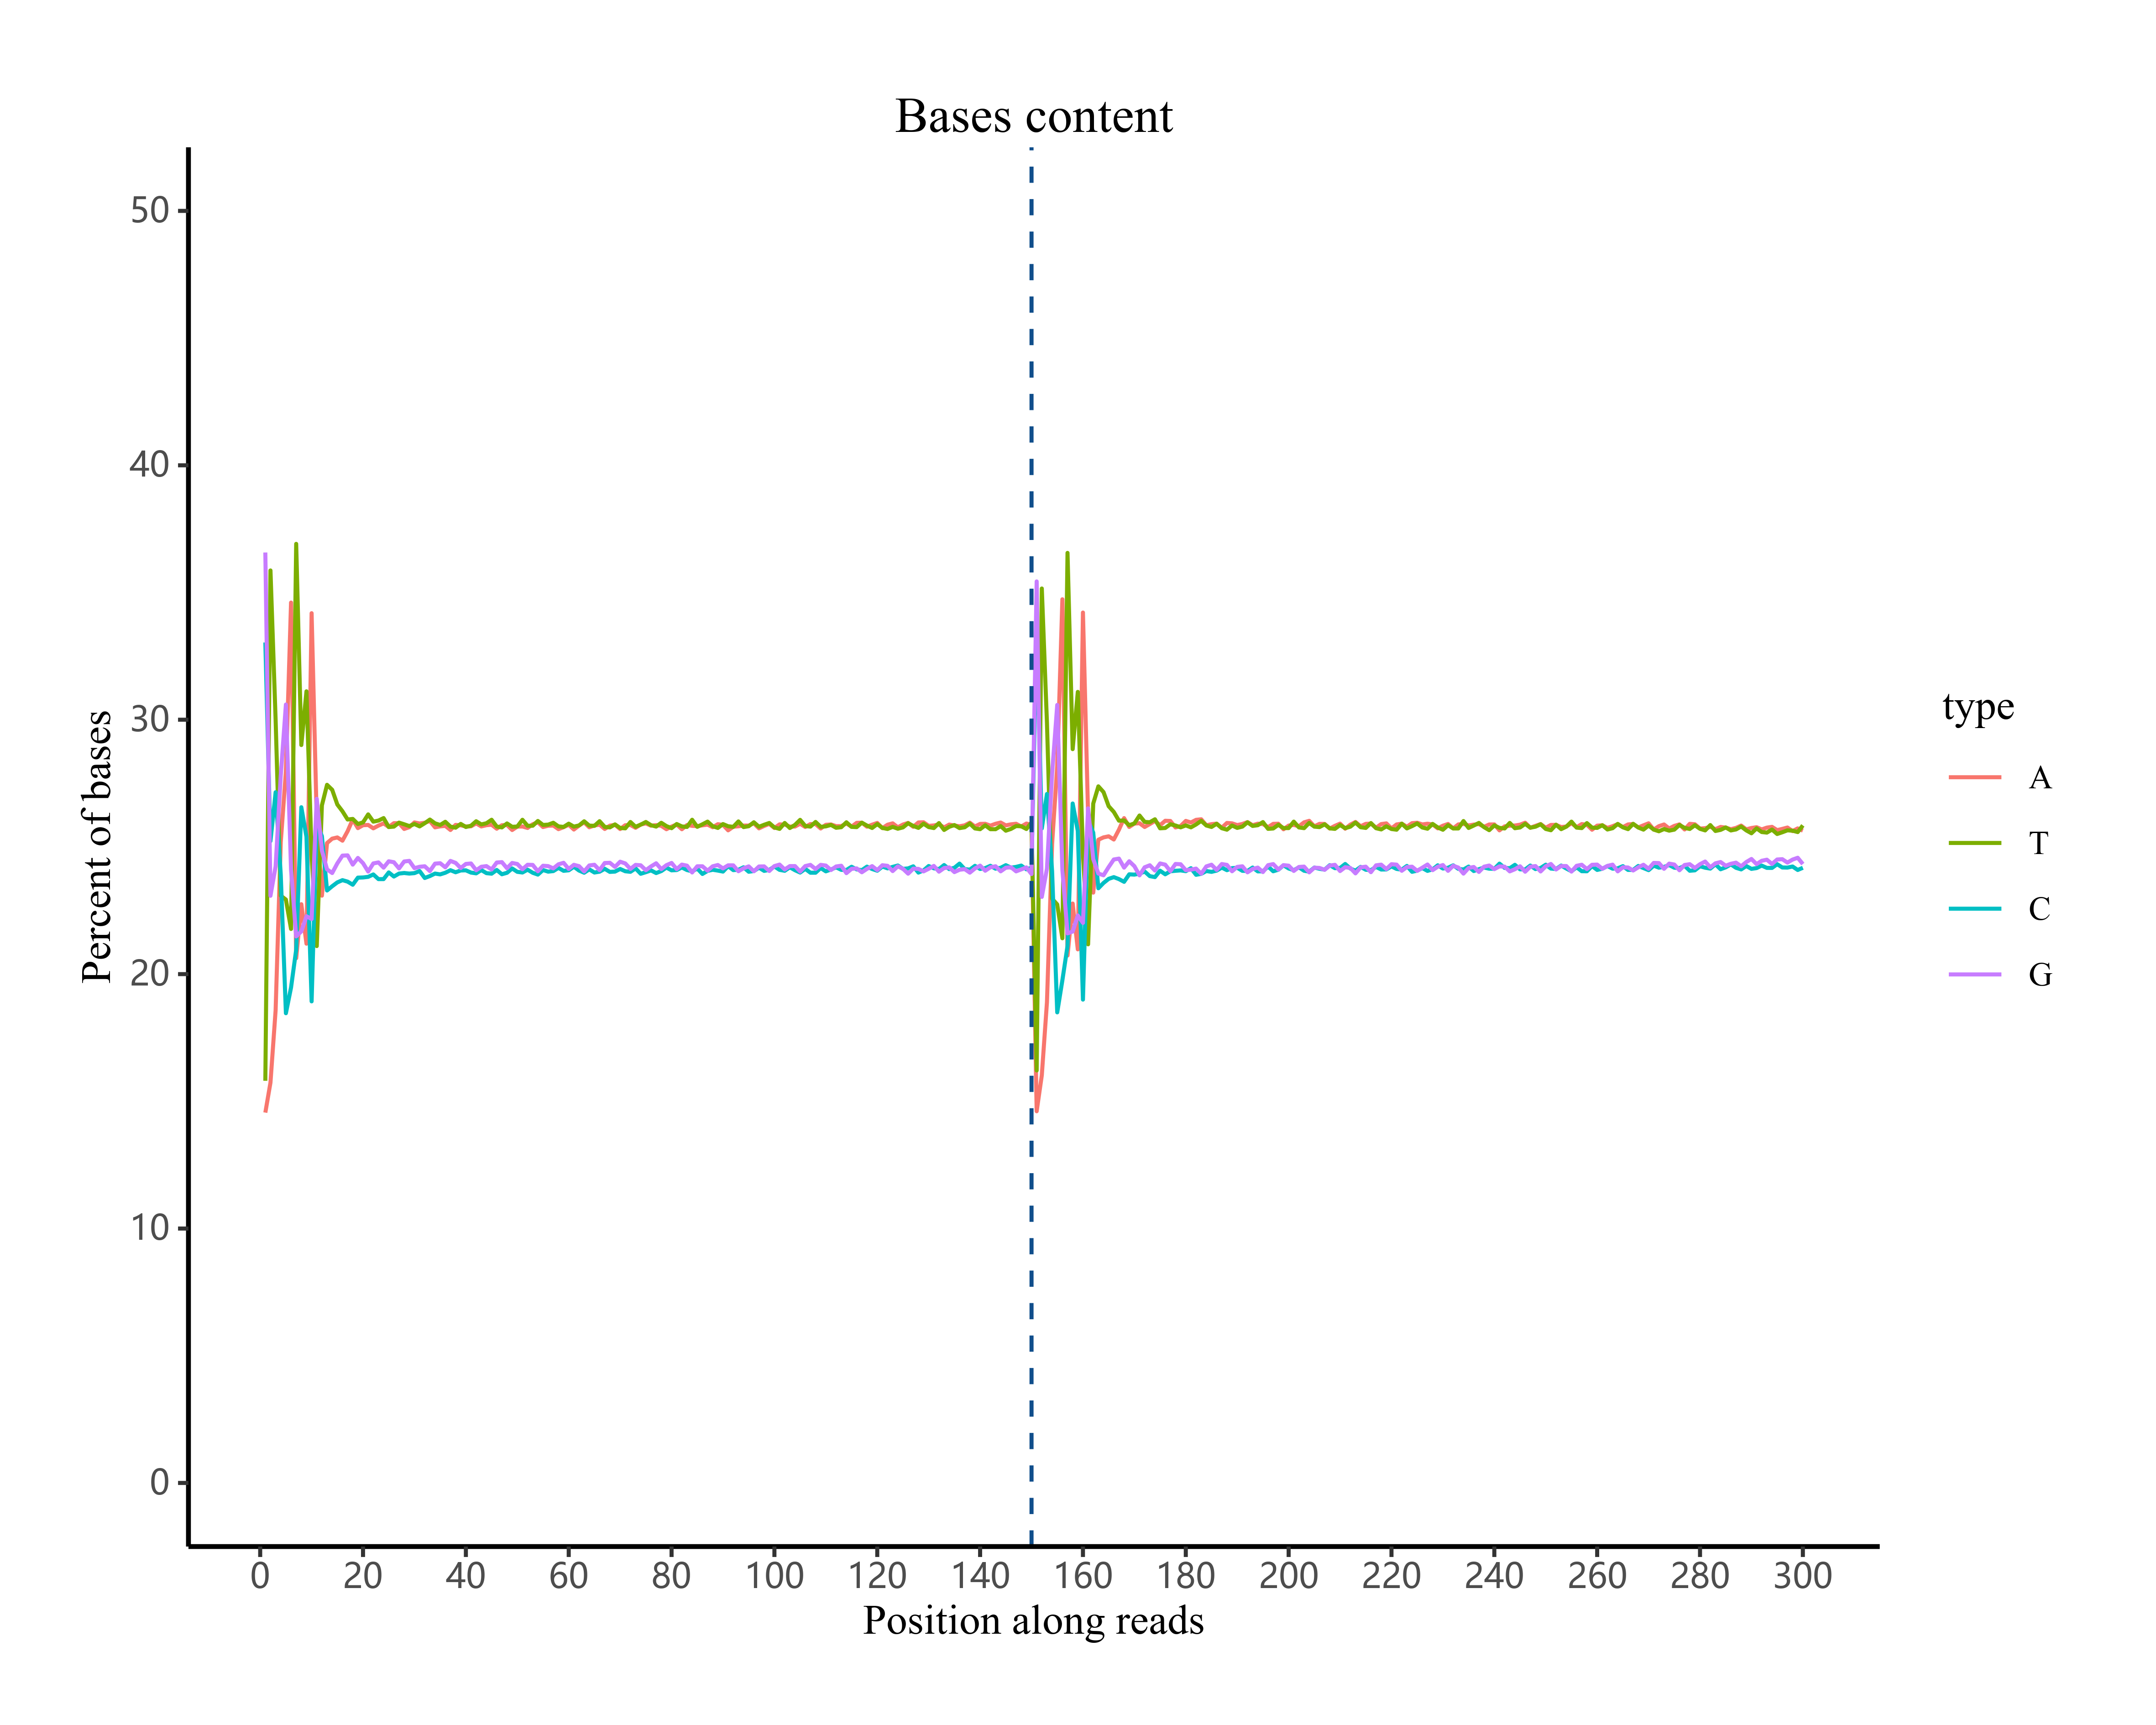 Bases content
50
40
30
20
10
0
Percent of bases
0 20 40 60 80 100 120 140 160 180 200 220 240 260 280 300
Position along reads
type
A
T
C
G